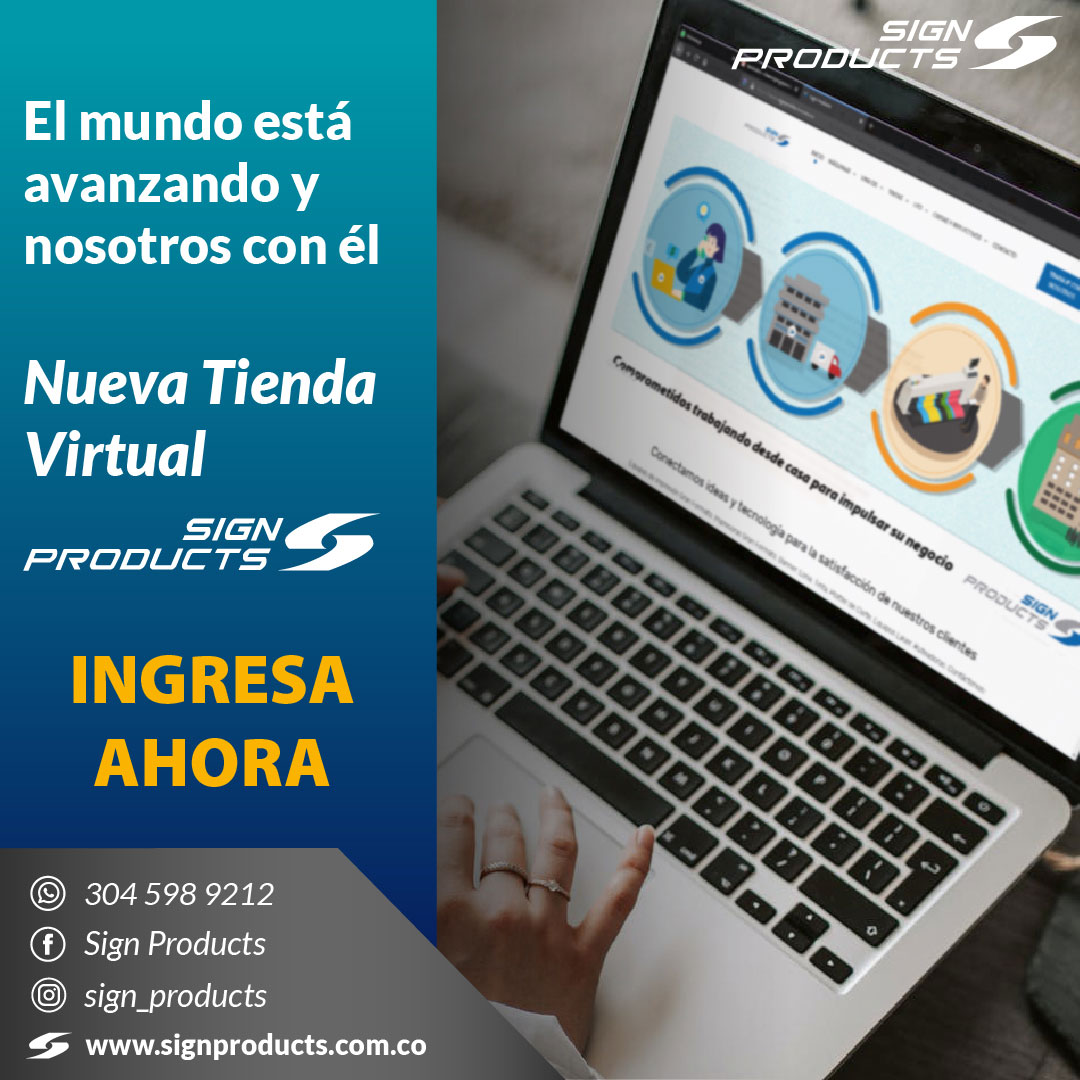 El mundo está
avanzando y
nosotros con él
Nueva Tienda
Virtual
SIGN
PRODUCTS
INGRESA
AHORA
304 598 9212
Sign Products
sign_products
www.signproducts.com.co
SIGN
PRODUCTS
Comprometidos trabajando desde casa para impulsar su negocio
Conectamos ideas y tecnología para la satisfacción de nuestros clientes
SIGN
PRODUCTS